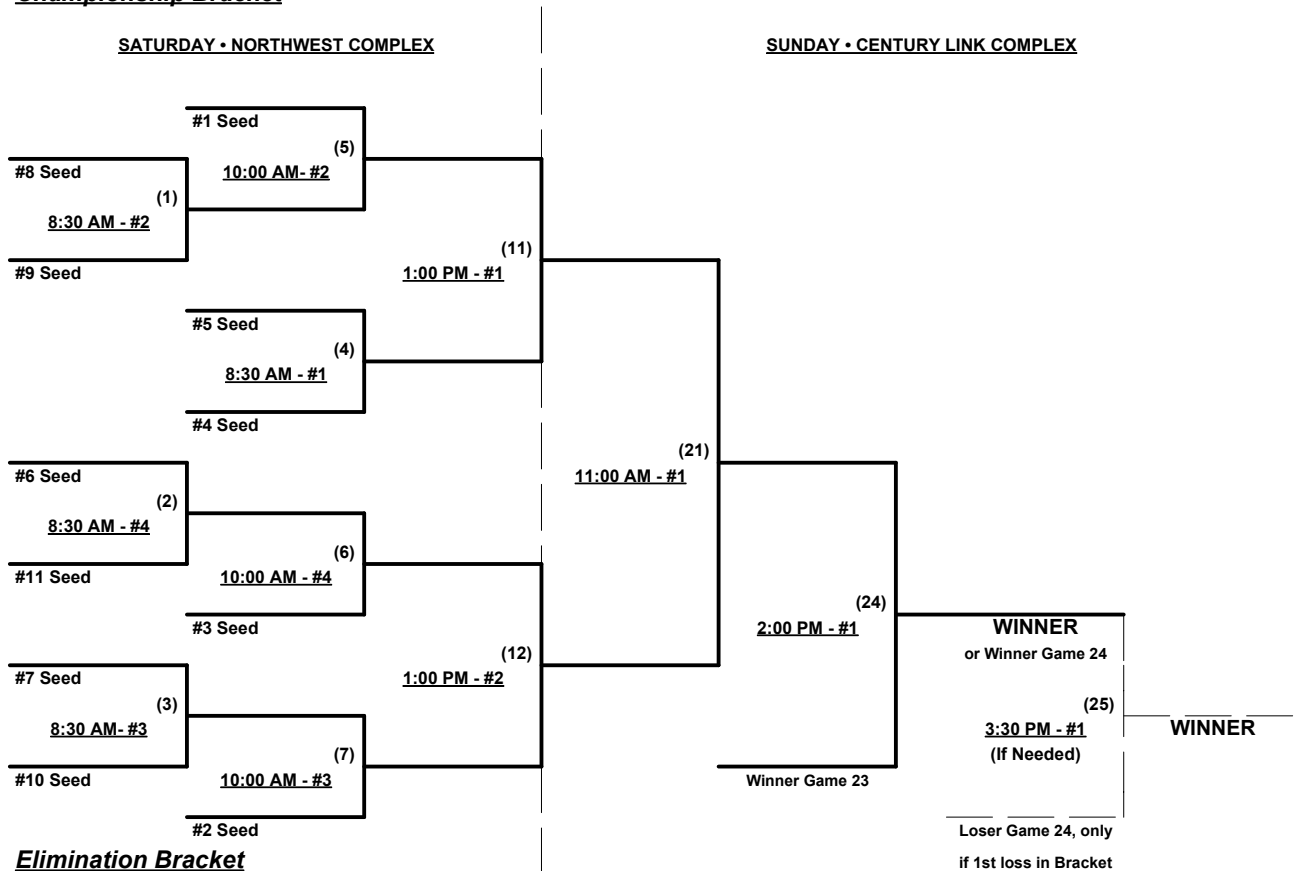 Championship Bracket
SATURDAY • NORTHWEST COMPLEX
SUNDAY • CENTURY LINK COMPLEX
#1 Seed
(5)
10:00 AM- #2
#8 Seed
(1)
8:30 AM - #2
#9 Seed
(11)
1:00 PM - #1
#5 Seed
(4)
8:30 AM - #1
#4 Seed
(21)
11:00 AM - #1
#6 Seed
(2)
8:30 AM - #4
#11 Seed
(6)
10:00 AM - #4
#3 Seed
(24)
2:00 PM - #1
WINNER
or Winner Game 24
(12)
1:00 PM - #2
#7 Seed
(3)
8:30 AM- #3
#10 Seed
(7)
10:00 AM - #3
#2 Seed
(25)
3:30 PM - #1
(If Needed)
WINNER
Winner Game 23
Loser Game 24, only
if 1st loss in Bracket
Elimination Bracket